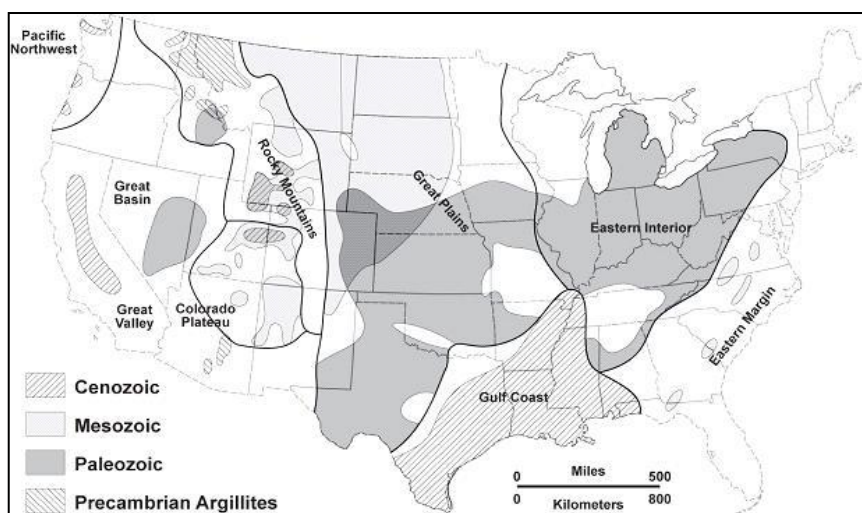 Pacific
Northwest
Rocky Mountains
Great Plains
Great
Basin
Eastern Interior
Great
Valley
Colorado
Plateau
Eastern Margin
Gulf Coast
Cenozoic
Mesozoic
Paleozoic
Precambrian Argillites
Miles
0 500
0 800
Kilometers